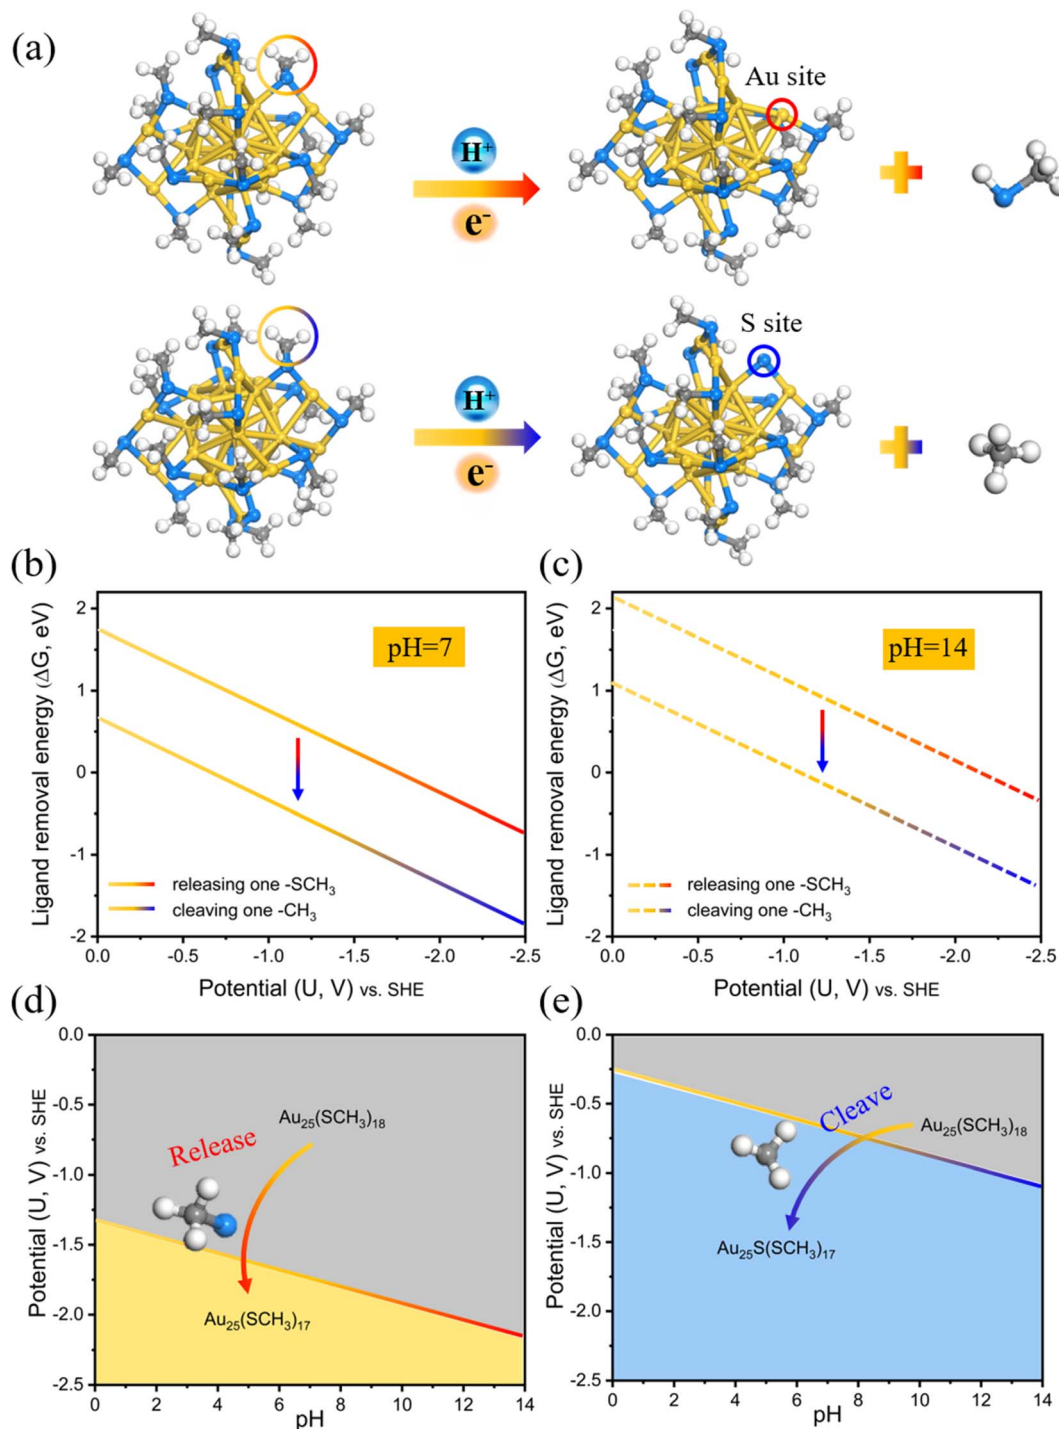 (a)
H⁺
e⁻
Au site
H⁺
e⁻
S site
(b)
Ligand removal energy (ΔG, eV)
2
1
0
-1
-2
pH=7
releasing one -SCH₃
cleaving one -CH₃
0.0 -0.5 -1.0 -1.5 -2.0 -2.5
Potential (U, V) vs. SHE
(c)
Ligand removal energy (ΔG, eV)
2
1
0
-1
-2
pH=14
releasing one -SCH₃
cleaving one -CH₃
0.0 -0.5 -1.0 -1.5 -2.0 -2.5
Potential (U, V) vs. SHE
(d)
Potential (U, V) vs. SHE
0.0
-0.5
-1.0
-1.5
-2.0
-2.5
Release
Au₂₅(SCH₃)₁₈
Au₂₅(SCH₃)₁₇
0 2 4 6 8 10 12 14
pH
(e)
Potential (U, V) vs. SHE
0.0
-0.5
-1.0
-1.5
-2.0
-2.5
Cleave
Au₂₅(SCH₃)₁₈
Au₂₅S(SCH₃)₁₇
0 2 4 6 8 10 12 14
pH